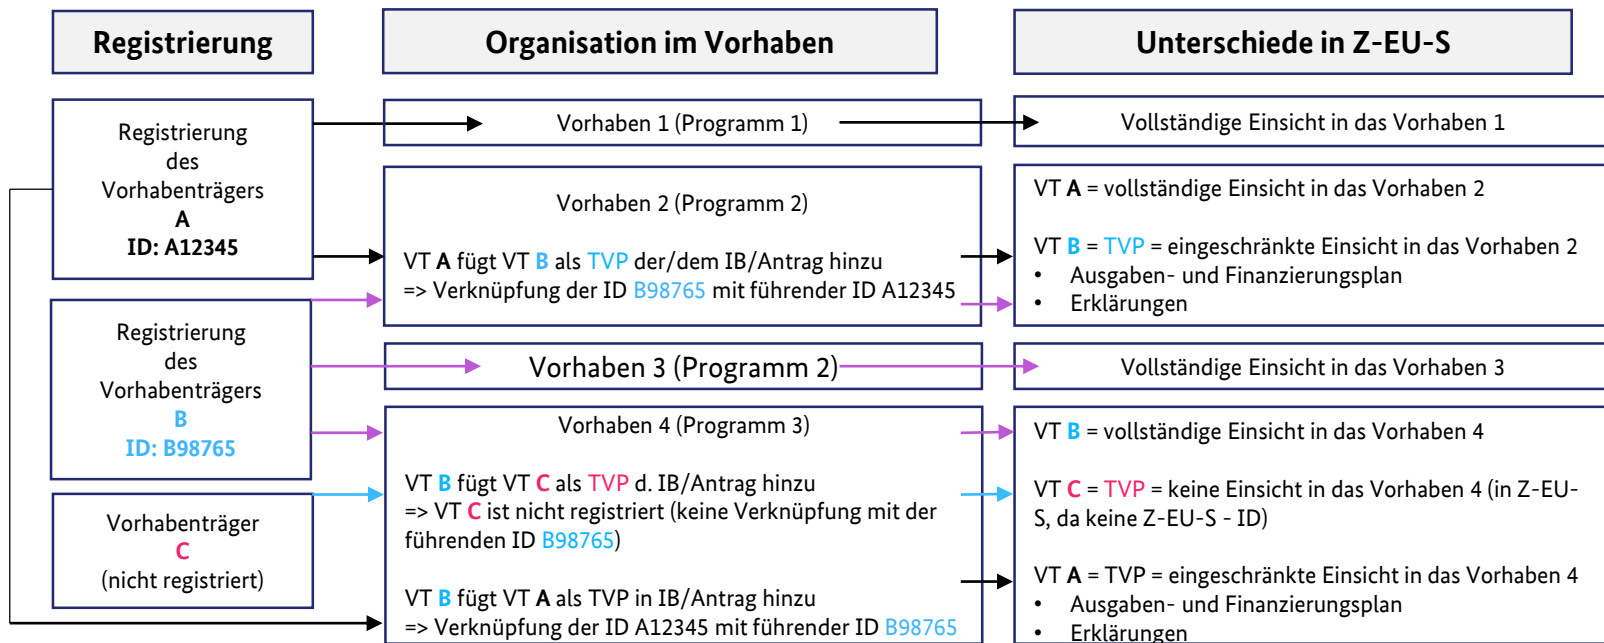 Registrierung
Organisation im Vorhaben
Unterschiede in Z-EU-S
Registrierung
des
Vorhabenträgers
A
ID: A12345
Vorhaben 1 (Programm 1)
Vollständige Einsicht in das Vorhaben 1
Vorhaben 2 (Programm 2)
VT A fügt VT B als TVP der/dem IB/Antrag hinzu
=> Verknüpfung der ID B98765 mit führender ID A12345
VT A = vollständige Einsicht in das Vorhaben 2
VT B = TVP = eingeschränkte Einsicht in das Vorhaben 2
• Ausgaben- und Finanzierungsplan
• Erklärungen
Registrierung
des
Vorhabenträgers
B
ID: B98765
Vorhaben 3 (Programm 2)
Vollständige Einsicht in das Vorhaben 3
Vorhaben 4 (Programm 3)
VT B fügt VT C als TVP d. IB/Antrag hinzu
=> VT C ist nicht registriert (keine Verknüpfung mit der
führenden ID B98765)
VT B fügt VT A als TVP in IB/Antrag hinzu
=> Verknüpfung der ID A12345 mit führender ID B98765
VT B = vollständige Einsicht in das Vorhaben 4
VT C = TVP = keine Einsicht in das Vorhaben 4 (in Z-EU-
S, da keine Z-EU-S - ID)
VT A = TVP = eingeschränkte Einsicht in das Vorhaben 4
• Ausgaben- und Finanzierungsplan
• Erklärungen
Vorhabenträger
C
(nicht registriert)